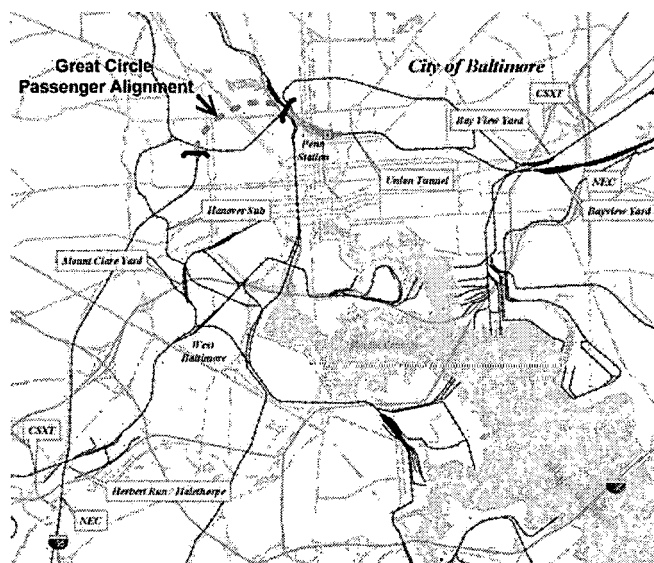 Great Circle
Passenger Alignment
City of Baltimore
CSXT
Bay View Yard
Penn
Station
Union Tunnel
NEC
Bayview Yard
Hanover Sub
Mount Clare Yard
West
Baltimore
CSXT
Herbert Run / Halethorpe
NEC